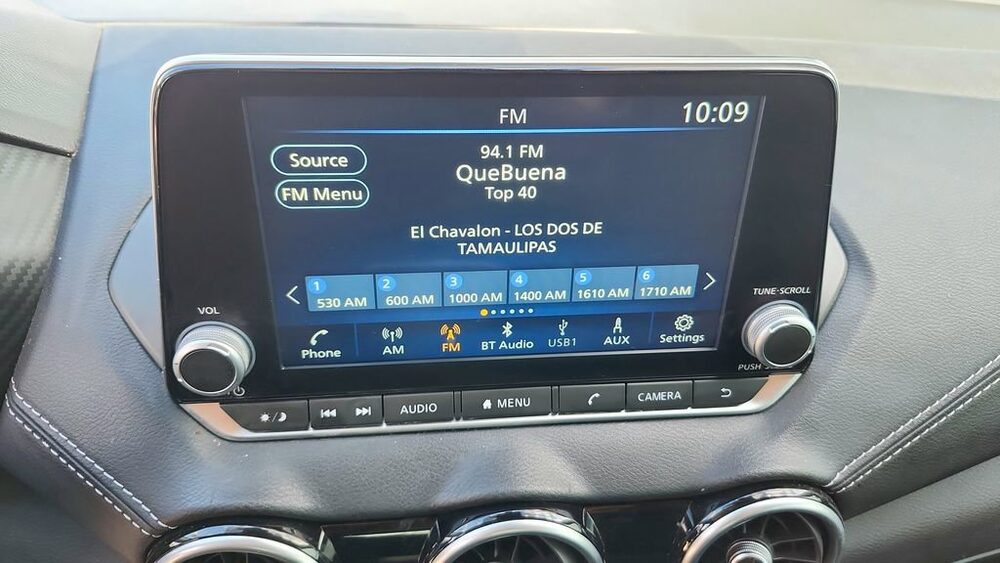 FM
10:09
Source
94.1 FM
QueBuena
FM Menu
Top 40
El Chavalon - LOS DOS DE
TAMAULIPAS
1 530 AM
2 600 AM
3 1000 AM
4 1400 AM
5 1610 AM
6 1710 AM
Phone
AM
FM
BT Audio
USB1
AUX
Settings
VOL
TUNE·SCROLL
PUSH
AUDIO
MENU
CAMERA